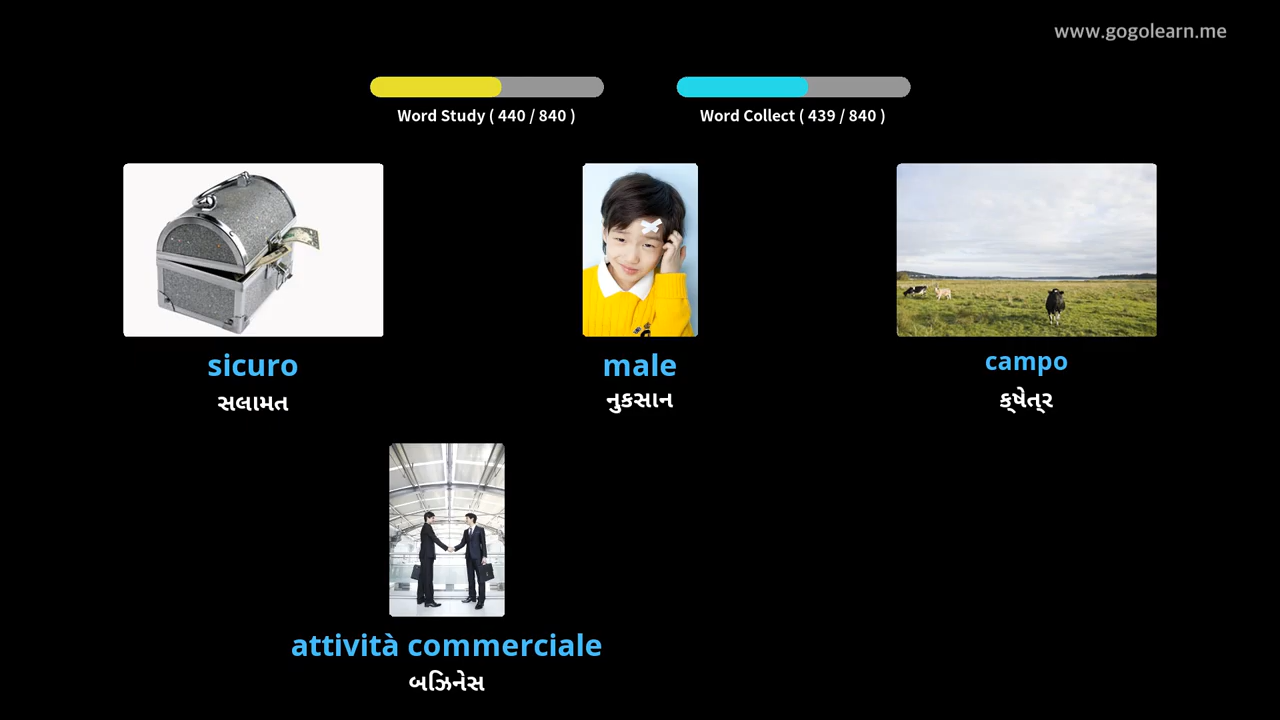 www.gogolearn.me
Word Study ( 440 / 840 )
Word Collect ( 439 / 840 )
sicuro
સલામત
male
નુકસાન
campo
ક્ષેત્ર
attività commerciale
બઝિનેસ